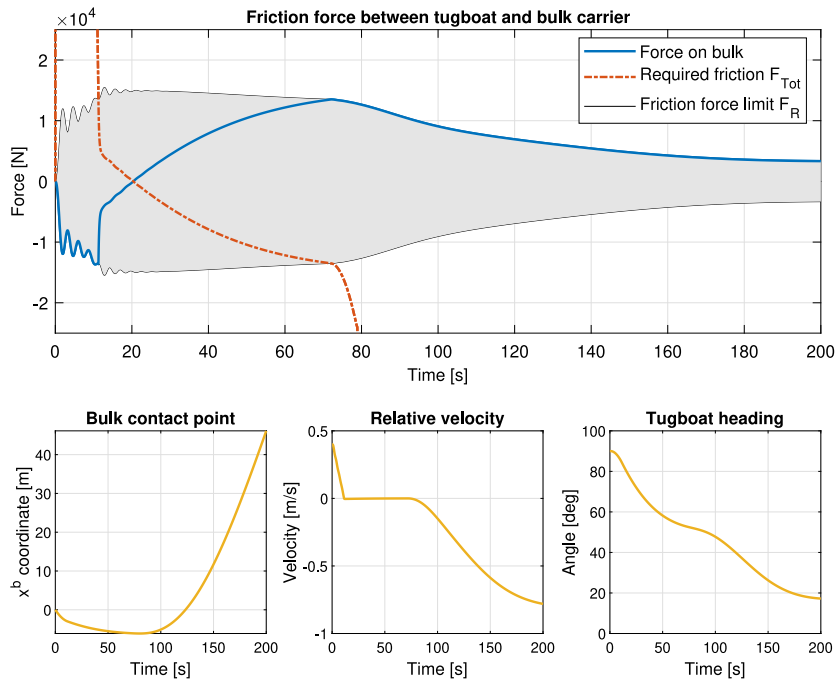 Friction force between tugboat and bulk carrier
×10⁴
Force on bulk
Required friction F_Tot
Friction force limit F_R
Force [N]
2
1
0
-1
-2
0 20 40 60 80 100 120 140 160 180 200
Time [s]
Bulk contact point
x^b coordinate [m]
40
30
20
10
0
0 50 100 150 200
Time [s]
Relative velocity
Velocity [m/s]
0.5
0
-0.5
-1
0 50 100 150 200
Time [s]
Tugboat heading
Angle [deg]
100
80
60
40
20
0
0 50 100 150 200
Time [s]